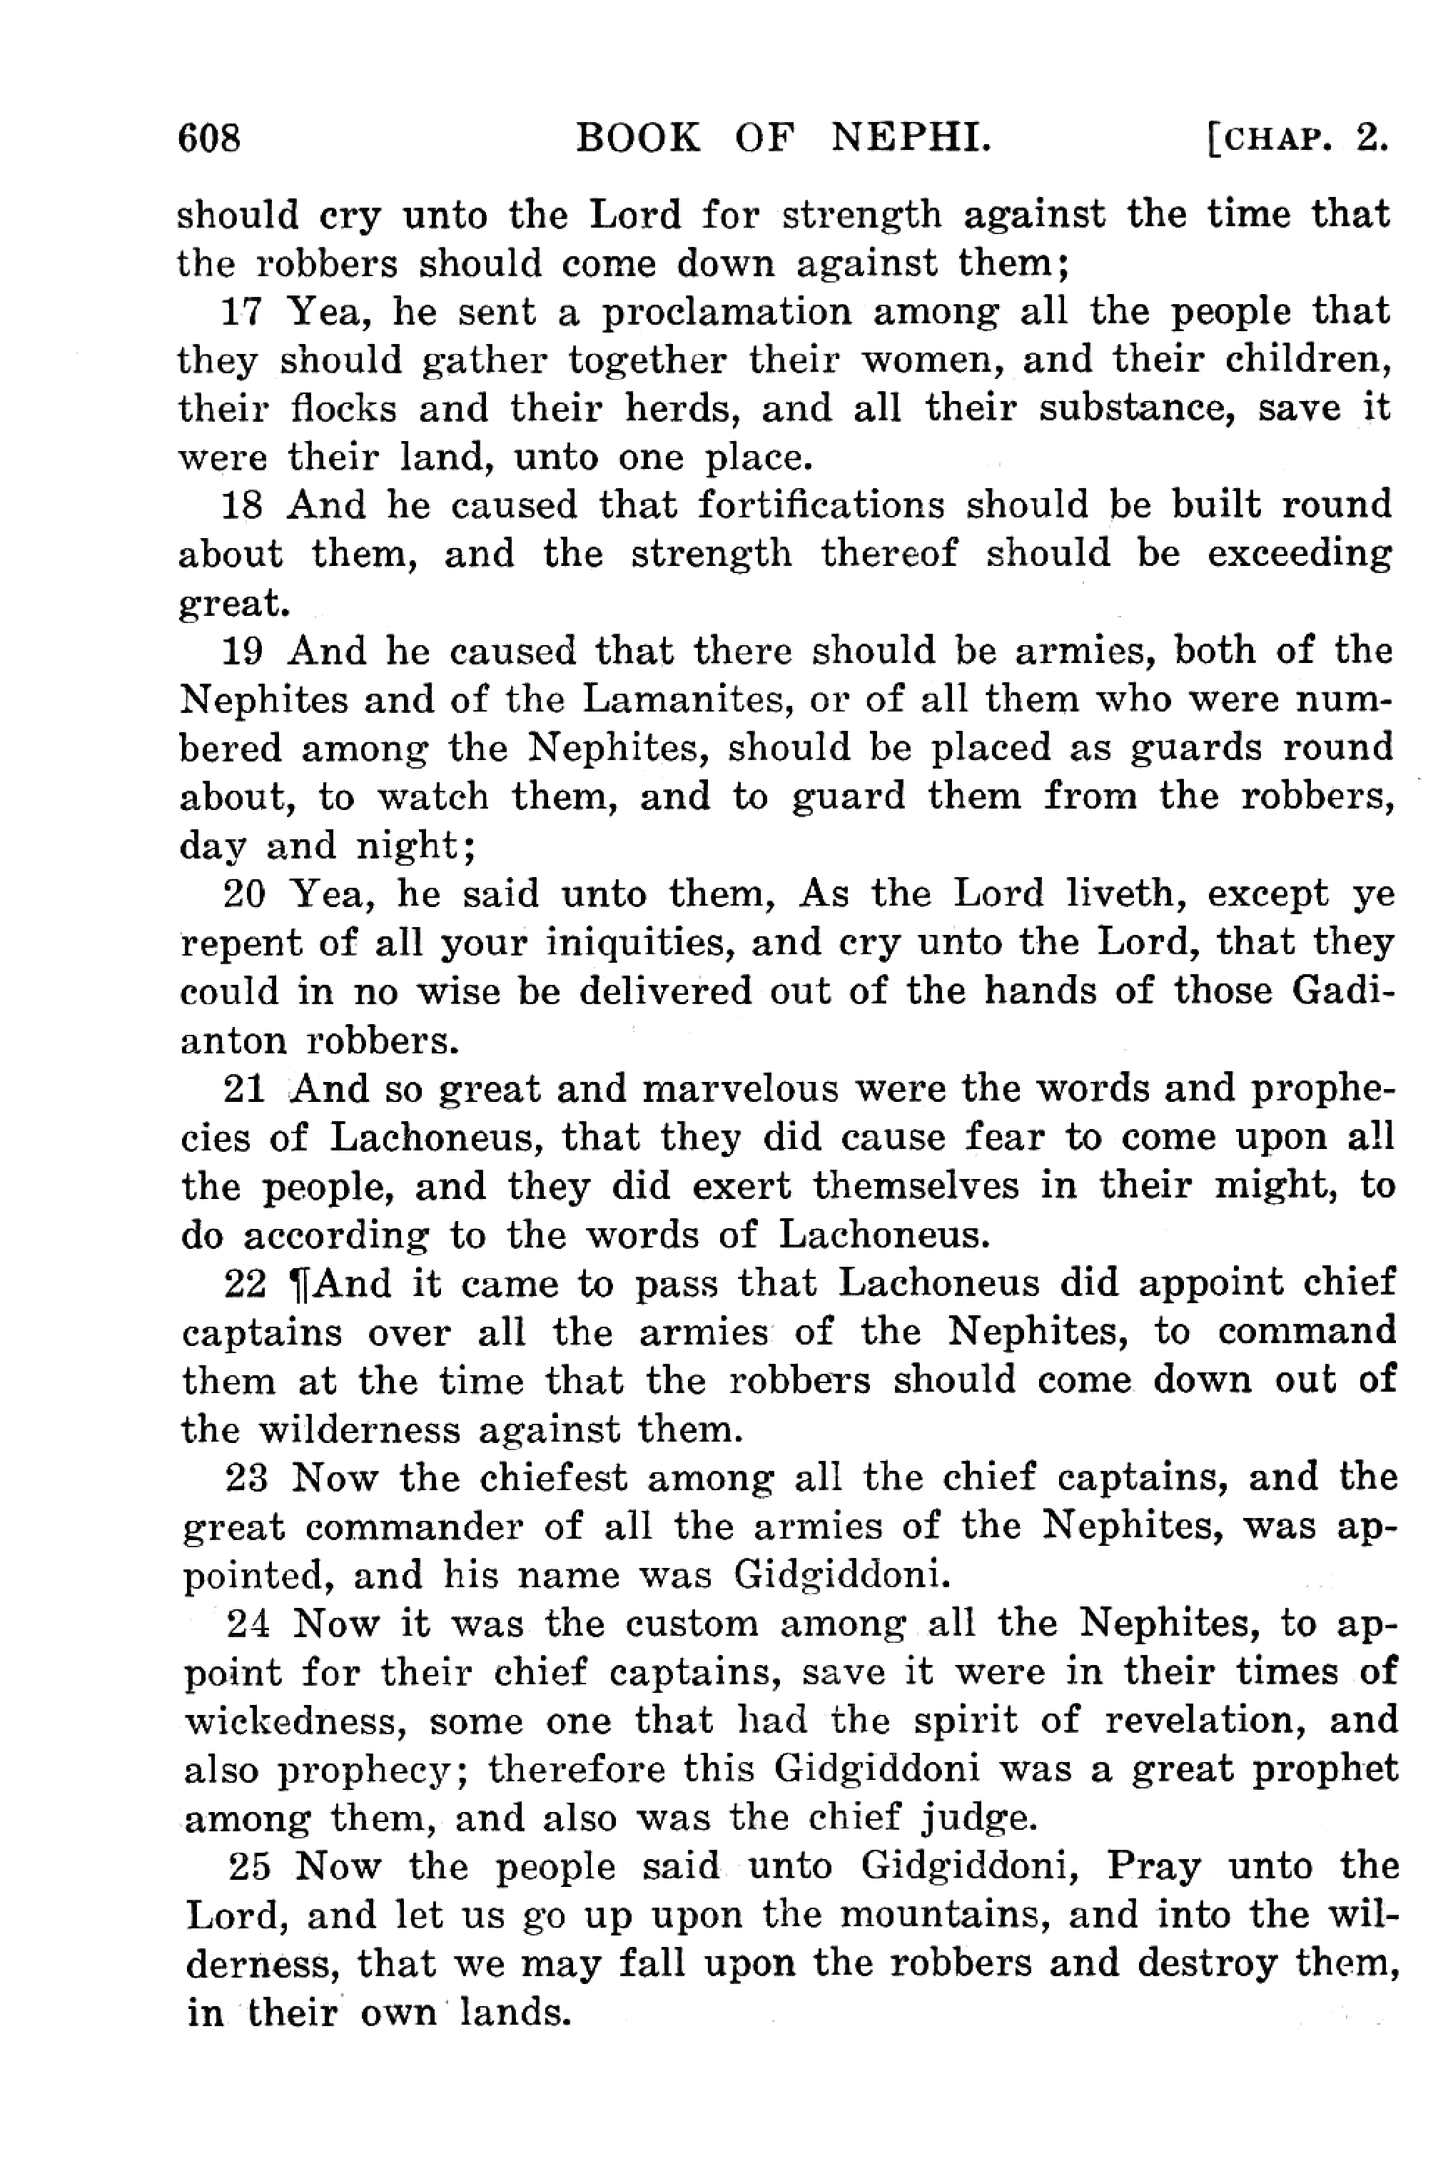 608 BOOK OF NEPHI. [CHAP. 2.
should cry unto the Lord for strength against the time that
the robbers should come down against them;
17 Yea, he sent a proclamation among all the people that
they should gather together their women, and their children,
their flocks and their herds, and all their substance, save it
were their land, unto one place.
18 And he caused that fortifications should be built round
about them, and the strength thereof should be exceeding
great.
19 And he caused that there should be armies, both of the
Nephites and of the Lamanites, or of all them who were num-
bered among the Nephites, should be placed as guards round
about, to watch them, and to guard them from the robbers,
day and night;
20 Yea, he said unto them, As the Lord liveth, except ye
repent of all your iniquities, and cry unto the Lord, that they
could in no wise be delivered out of the hands of those Gadi-
anton robbers.
21 And so great and marvelous were the words and prophe-
cies of Lachoneus, that they did cause fear to come upon all
the people, and they did exert themselves in their might, to
do according to the words of Lachoneus.
22 ¶And it came to pass that Lachoneus did appoint chief
captains over all the armies of the Nephites, to command
them at the time that the robbers should come down out of
the wilderness against them.
23 Now the chiefest among all the chief captains, and the
great commander of all the armies of the Nephites, was ap-
pointed, and his name was Gidgiddoni.
24 Now it was the custom among all the Nephites, to ap-
point for their chief captains, save it were in their times of
wickedness, some one that had the spirit of revelation, and
also prophecy; therefore this Gidgiddoni was a great prophet
among them, and also was the chief judge.
25 Now the people said unto Gidgiddoni, Pray unto the
Lord, and let us go up upon the mountains, and into the wil-
derness, that we may fall upon the robbers and destroy them,
in their own lands.